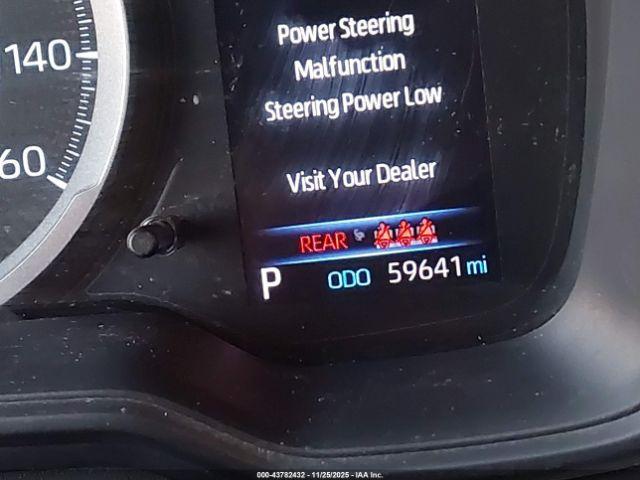 Power Steering
Malfunction
Steering Power Low
Visit Your Dealer
REAR
P ODO 59641 mi
140
60
000-43782432 - 11/25/2025 - IAA Inc.